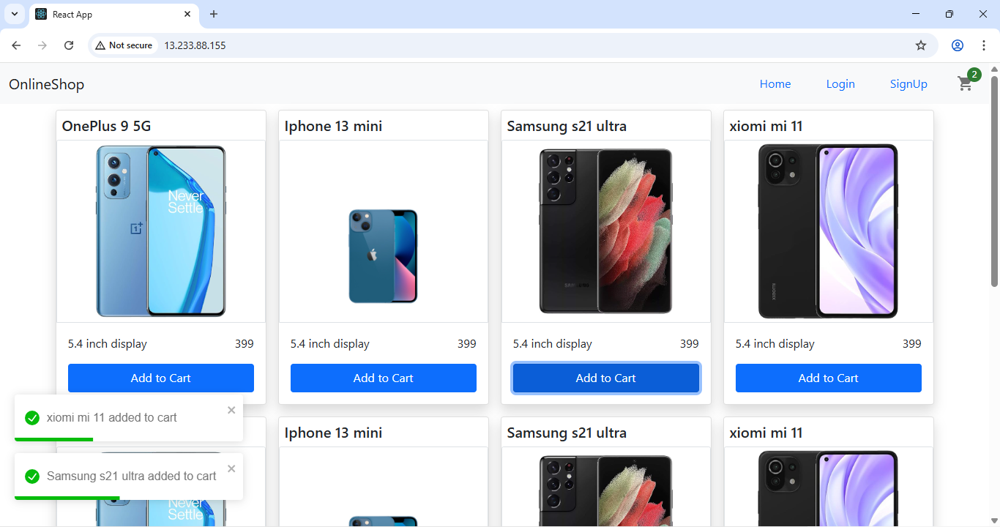 React App
Not secure
13.233.88.155
OnlineShop
Home
Login
SignUp
2
OnePlus 9 5G
Iphone 13 mini
Samsung s21 ultra
xiomi mi 11
Never
Settle
SAMSUNG
XIAOMI
5.4 inch display
399
5.4 inch display
399
5.4 inch display
399
5.4 inch display
399
Add to Cart
Add to Cart
Add to Cart
Add to Cart
xiomi mi 11 added to cart
Iphone 13 mini
Samsung s21 ultra
xiomi mi 11
Samsung s21 ultra added to cart
Never
Settle